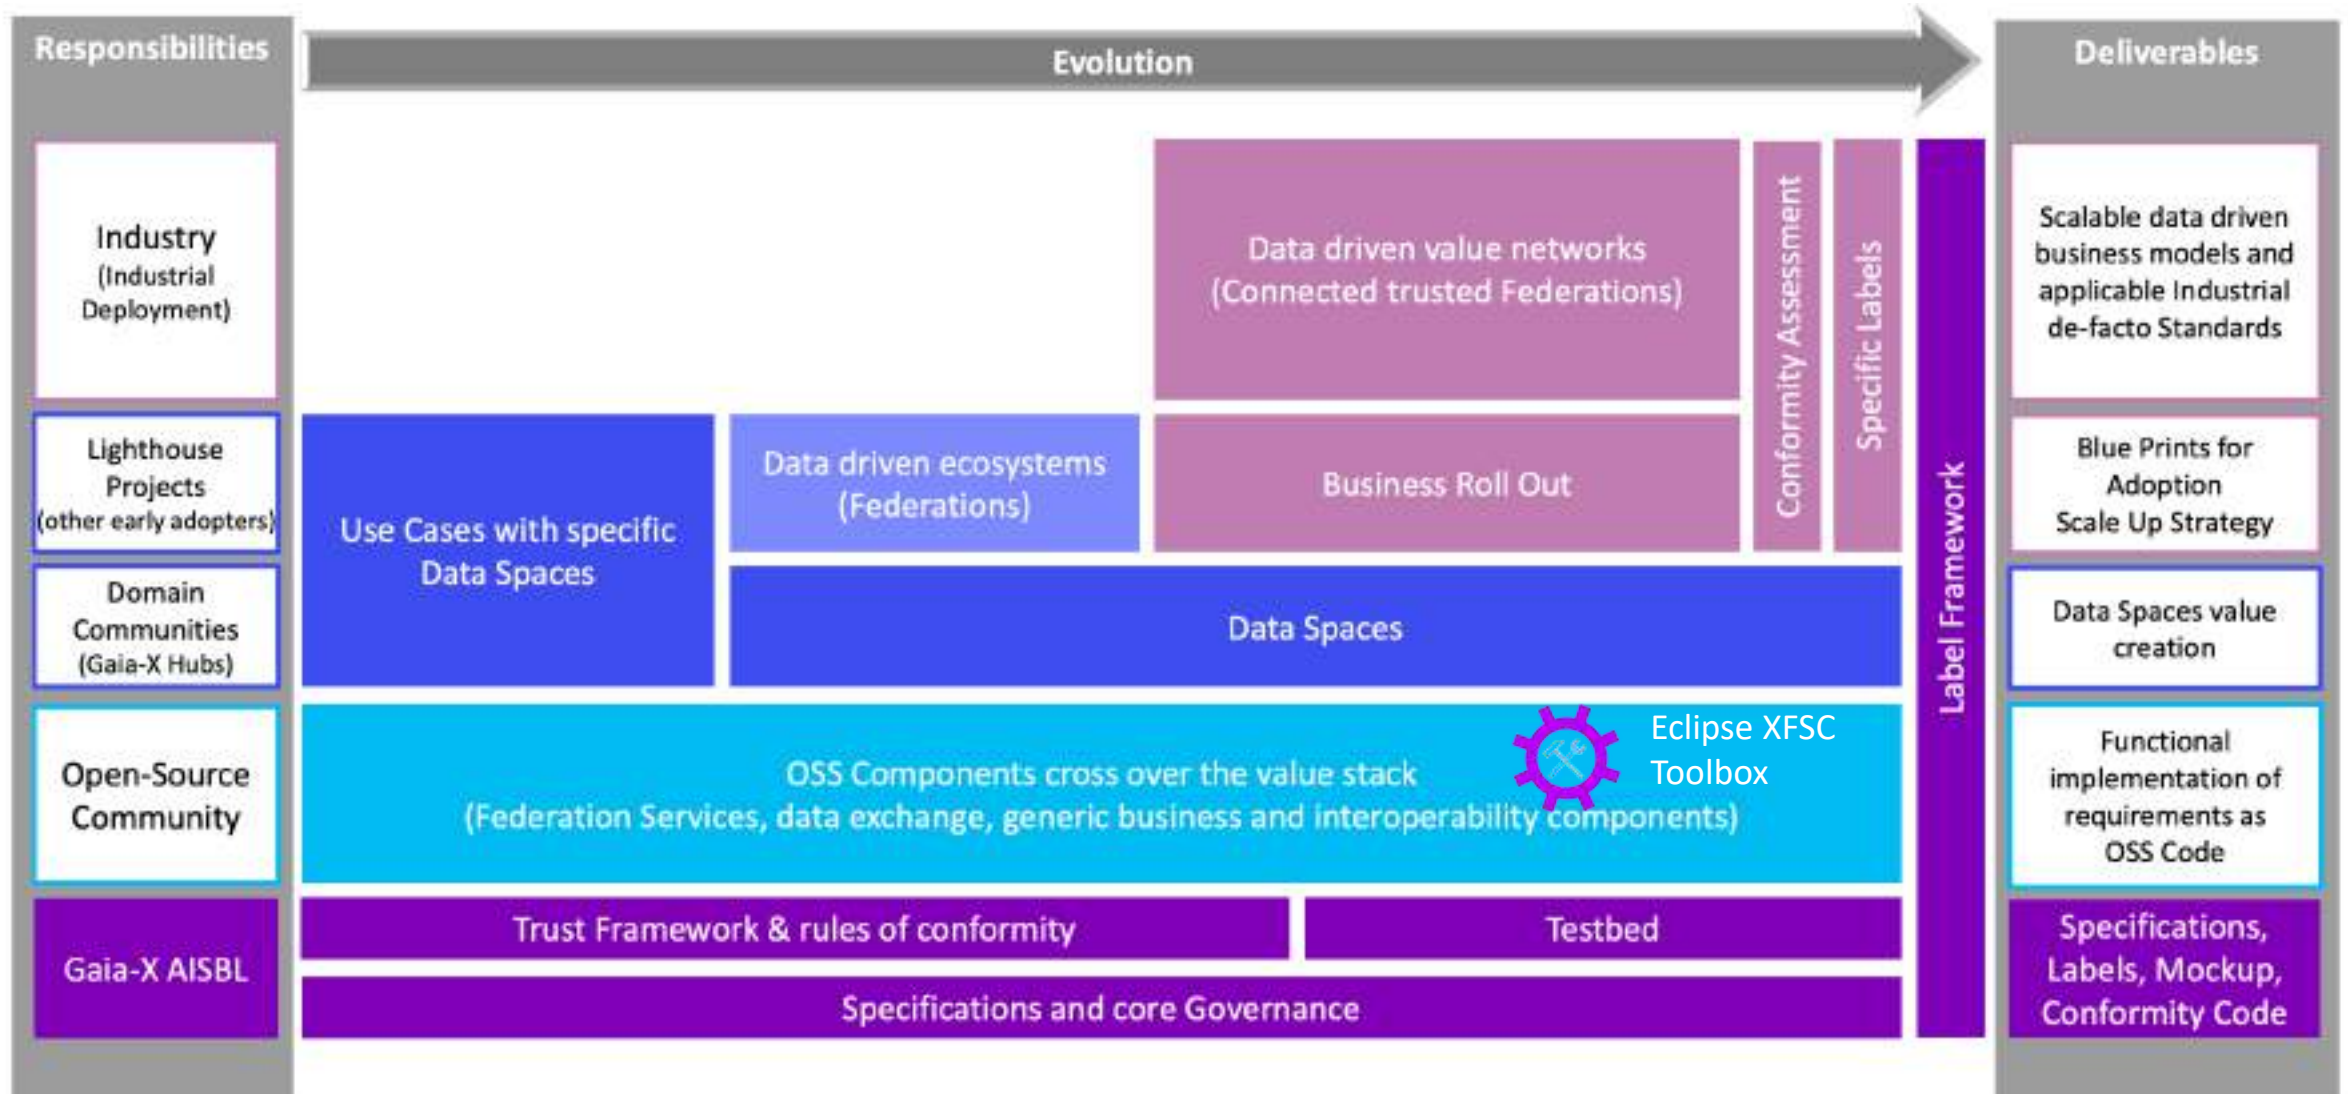 Responsibilities
Evolution
Deliverables
Industry
(Industrial
Deployment)
Data driven value networks
(Connected trusted Federations)
Conformity Assessment
Specific Labels
Label Framework
Scalable data driven
business models and
applicable Industrial
de-facto Standards
Lighthouse
Projects
(other early adopters)
Use Cases with specific
Data Spaces
Data driven ecosystems
(Federations)
Business Roll Out
Blue Prints for
Adoption
Scale Up Strategy
Domain
Communities
(Gaia-X Hubs)
Data Spaces
Data Spaces value
creation
Open-Source
Community
OSS Components cross over the value stack
(Federation Services, data exchange, generic business and interoperability components)
Eclipse XFSC
Toolbox
Functional
implementation of
requirements as
OSS Code
Gaia-X AISBL
Trust Framework & rules of conformity
Testbed
Specifications and core Governance
Specifications,
Labels, Mockup,
Conformity Code